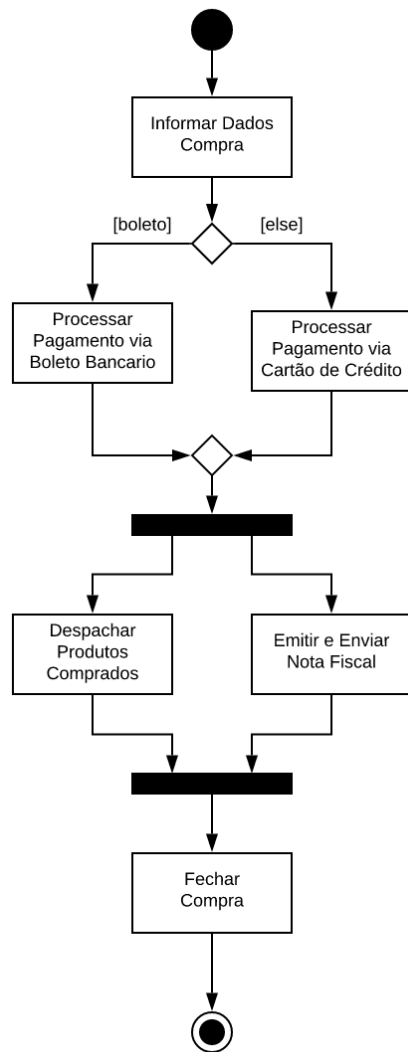 Informar Dados
Compra
[boleto]
[else]
Processar
Pagamento via
Boleto Bancario
Processar
Pagamento via
Cartão de Crédito
Despachar
Produtos
Comprados
Emitir e Enviar
Nota Fiscal
Fechar
Compra